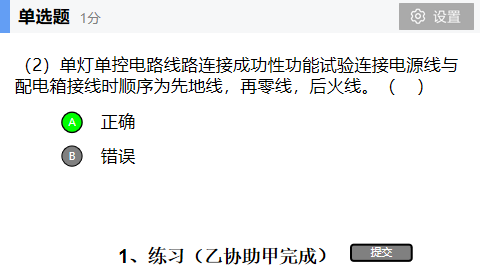 单选题 1分 设置
（2）单灯单控电路线路连接成功性功能试验连接电源线与
配电箱接线时顺序为先地线，再零线，后火线。（　）
A 正确
B 错误
1、练习（乙协助甲完成） 提交